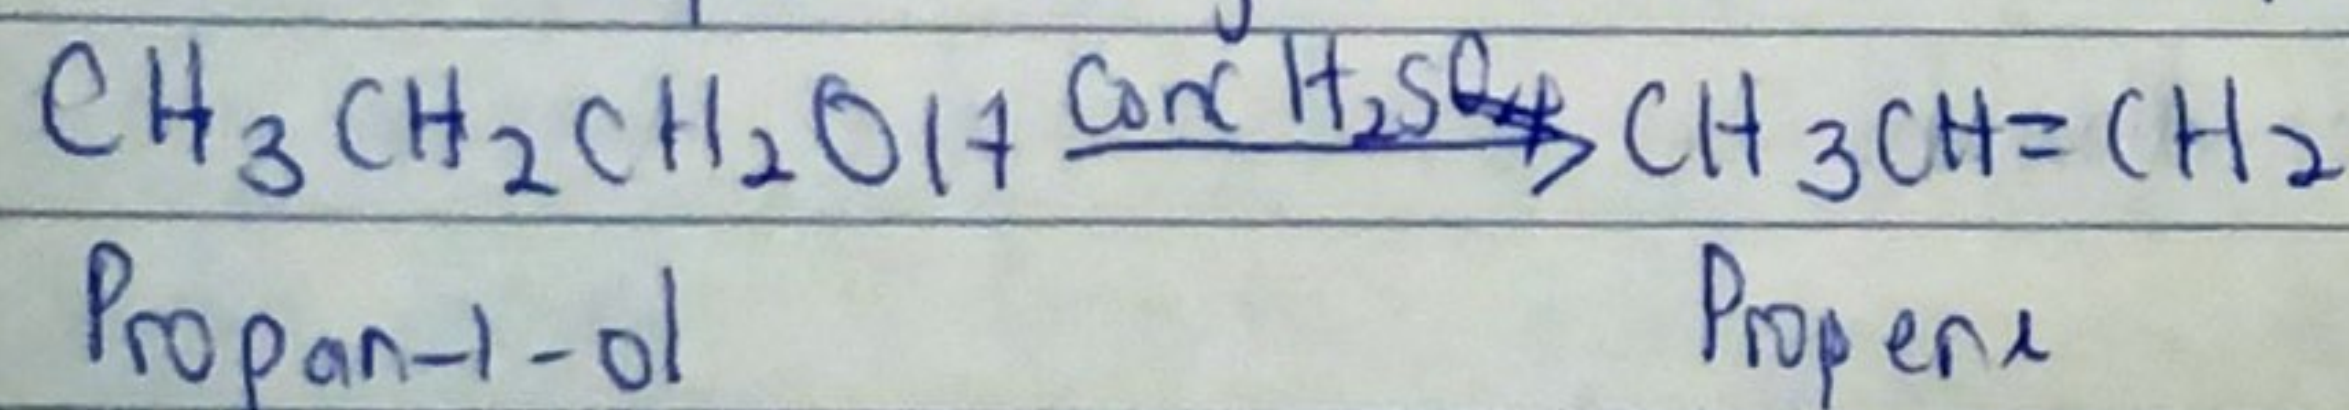 CH3CH2CH2OH conc H2SO4 → CH3CH=CH2
Propan-1-ol Propene